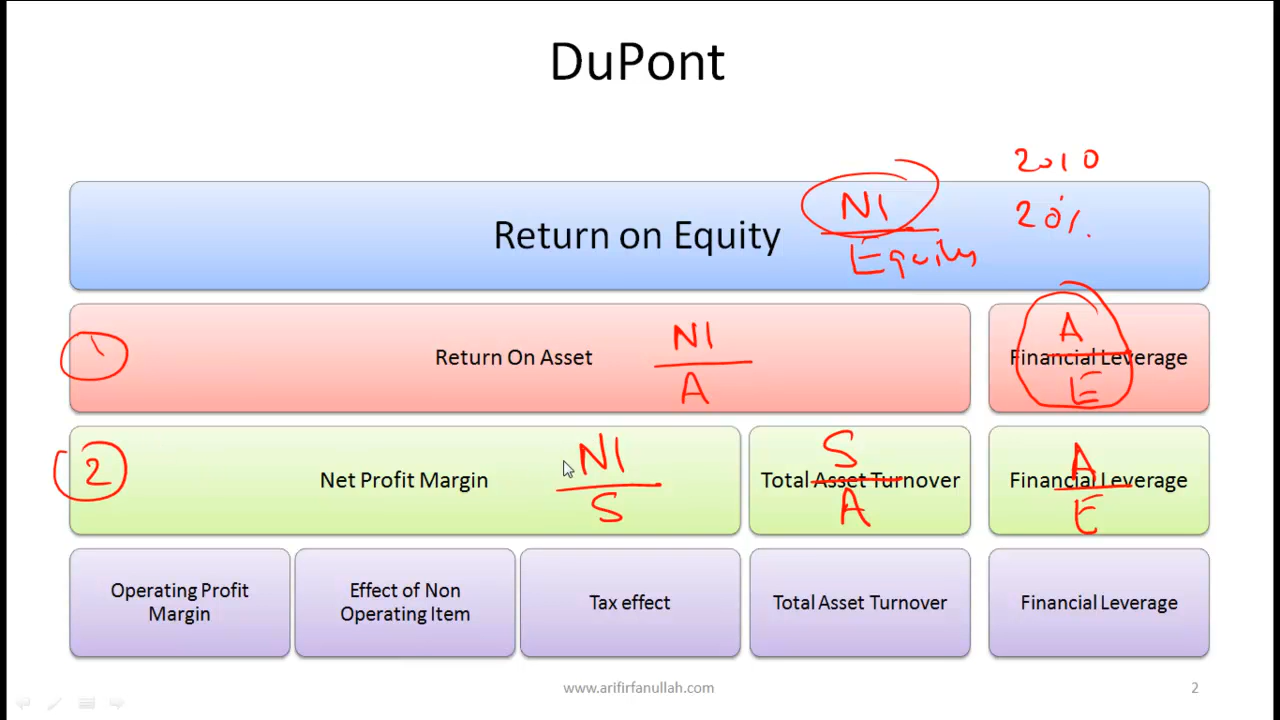 DuPont
2010
20%.
Return on Equity
NI
Equity
1
Return On Asset
NI
A
Financial Leverage
A
E
2
Net Profit Margin
NI
S
Total Asset Turnover
S
A
Financial Leverage
A
E
Operating Profit
Margin
Effect of Non
Operating Item
Tax effect
Total Asset Turnover
Financial Leverage
www.arifirfanullah.com
2